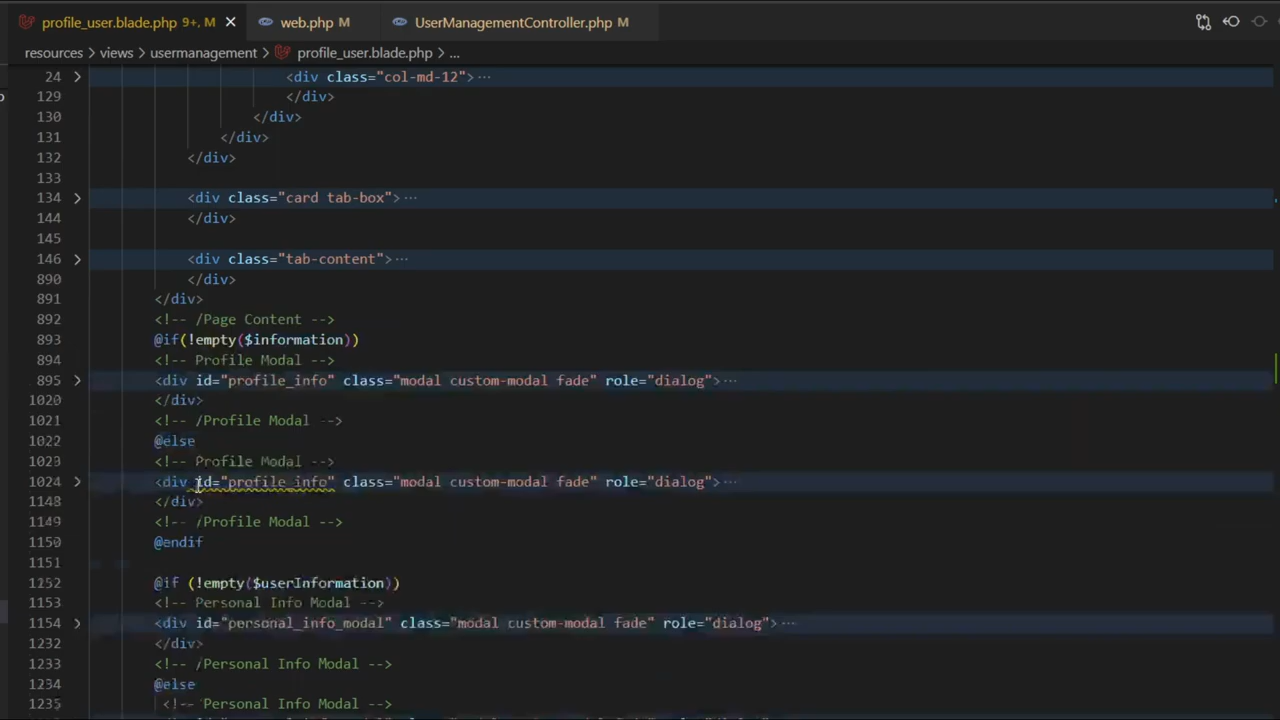 profile_user.blade.php 9+, M × web.php M UserManagementController.php M
resources > views > usermanagement > profile_user.blade.php > ...
24 > <div class="col-md-12">...
129 </div>
130 </div>
131 </div>
132 </div>
133
134 > <div class="card tab-box">...
144 </div>
145
146 > <div class="tab-content">...
890 </div>
891 </div>
892 <!-- /Page Content -->
893 @if(!empty($information))
894 <!-- Profile Modal -->
895 > <div id="profile_info" class="modal custom-modal fade" role="dialog">...
1020 </div>
1021 <!-- /Profile Modal -->
1022 @else
1023 <!-- Profile Modal -->
1024 > <div id="profile_info" class="modal custom-modal fade" role="dialog">...
1148 </div>
1149 <!-- /Profile Modal -->
1150 @endif
1151
1252 @if (!empty($userInformation))
1153 <!-- Personal Info Modal -->
1154 > <div id="personal_info_modal" class="modal custom-modal fade" role="dialog">...
1232 </div>
1233 <!-- /Personal Info Modal -->
1234 @else
1235 <!-- Personal Info Modal -->